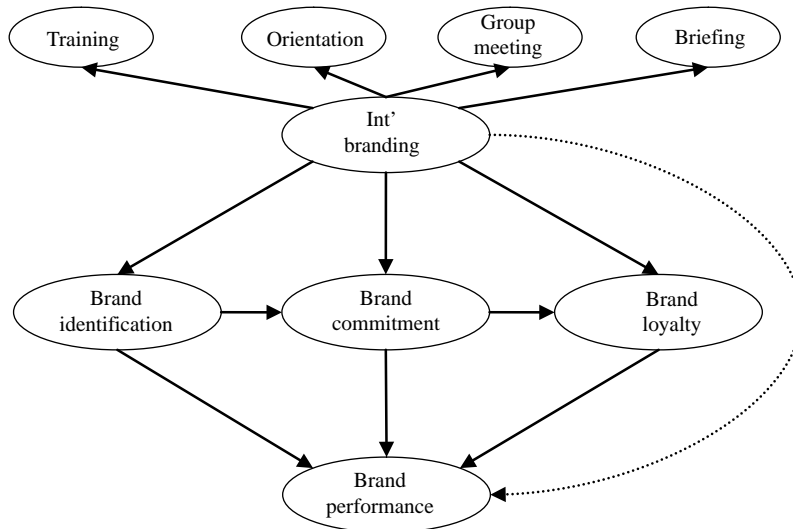 Training
Orientation
Group
meeting
Briefing
Int’
branding
Brand
identification
Brand
commitment
Brand
loyalty
Brand
performance